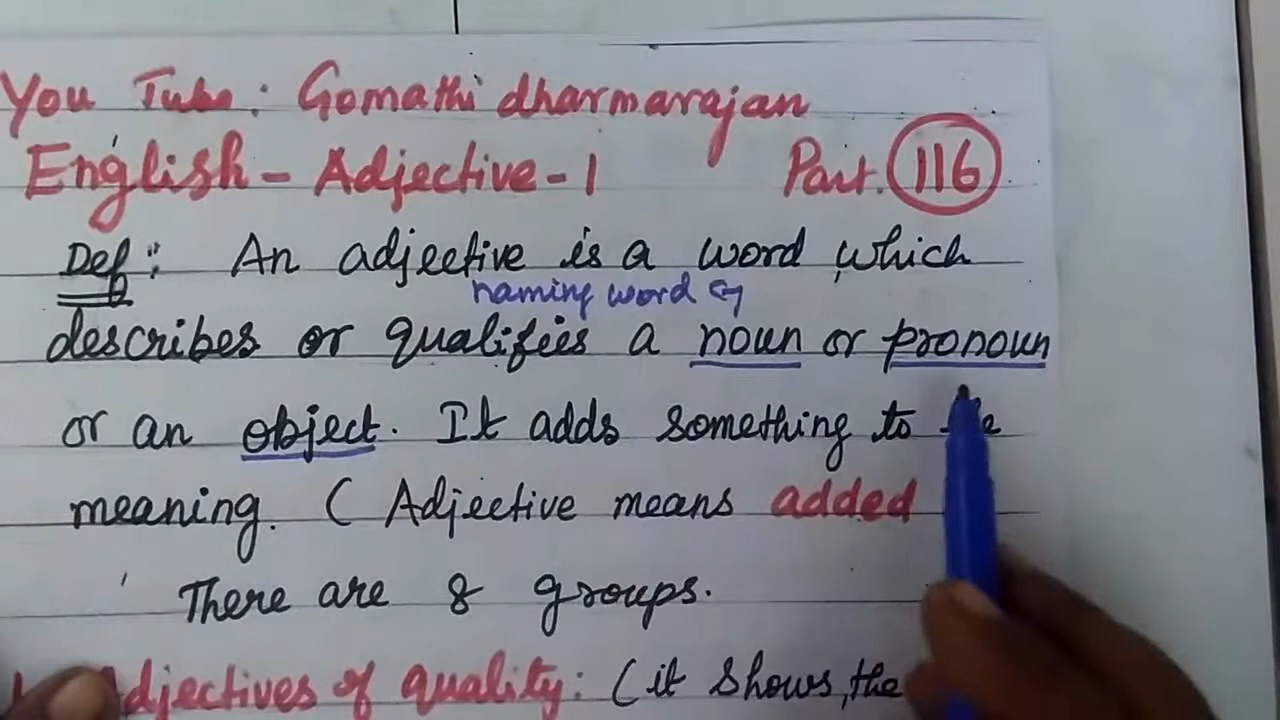 You Tube: Gomathi dharmarajan
English - Adjective - 1 Part. 116
Def: An adjective is a word which
naming word
describes or qualifies a noun or pronoun
or an object. It adds something to
meaning. ( Adjective means added
There are 8 groups.
Adjectives of quality: (it shows, the